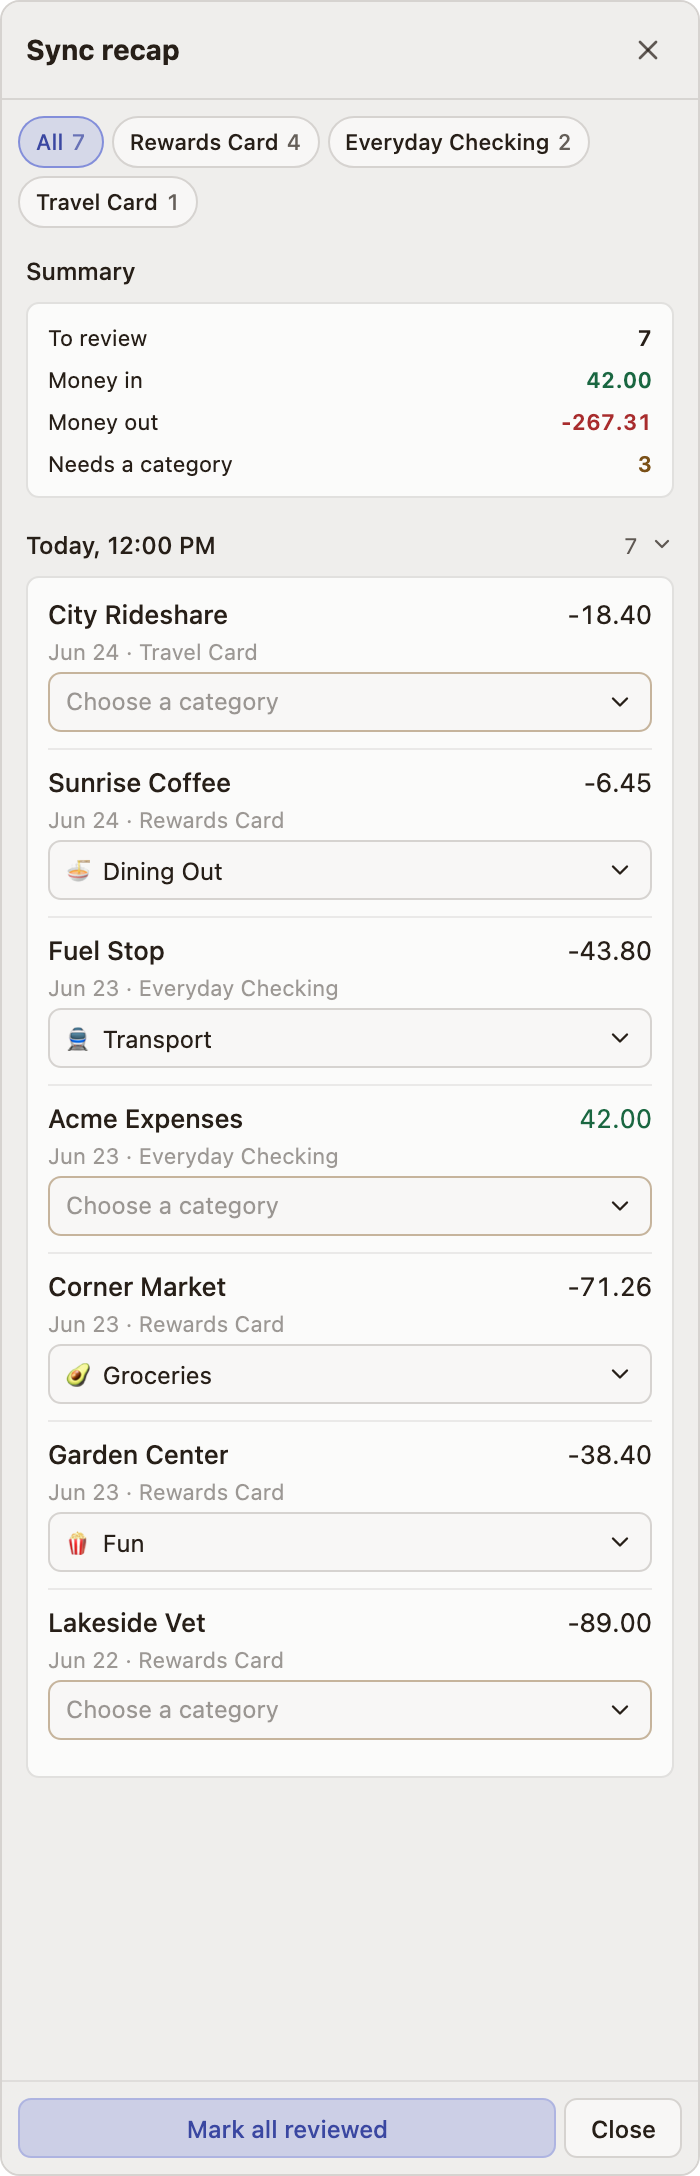 Sync recap
All 7
Rewards Card 4
Everyday Checking 2
Travel Card 1
Summary
To review 7
Money in 42.00
Money out -267.31
Needs a category 3
Today, 12:00 PM 7
City Rideshare -18.40
Jun 24 · Travel Card
Choose a category
Sunrise Coffee -6.45
Jun 24 · Rewards Card
Dining Out
Fuel Stop -43.80
Jun 23 · Everyday Checking
Transport
Acme Expenses 42.00
Jun 23 · Everyday Checking
Choose a category
Corner Market -71.26
Jun 23 · Rewards Card
Groceries
Garden Center -38.40
Jun 23 · Rewards Card
Fun
Lakeside Vet -89.00
Jun 22 · Rewards Card
Choose a category
Mark all reviewed
Close